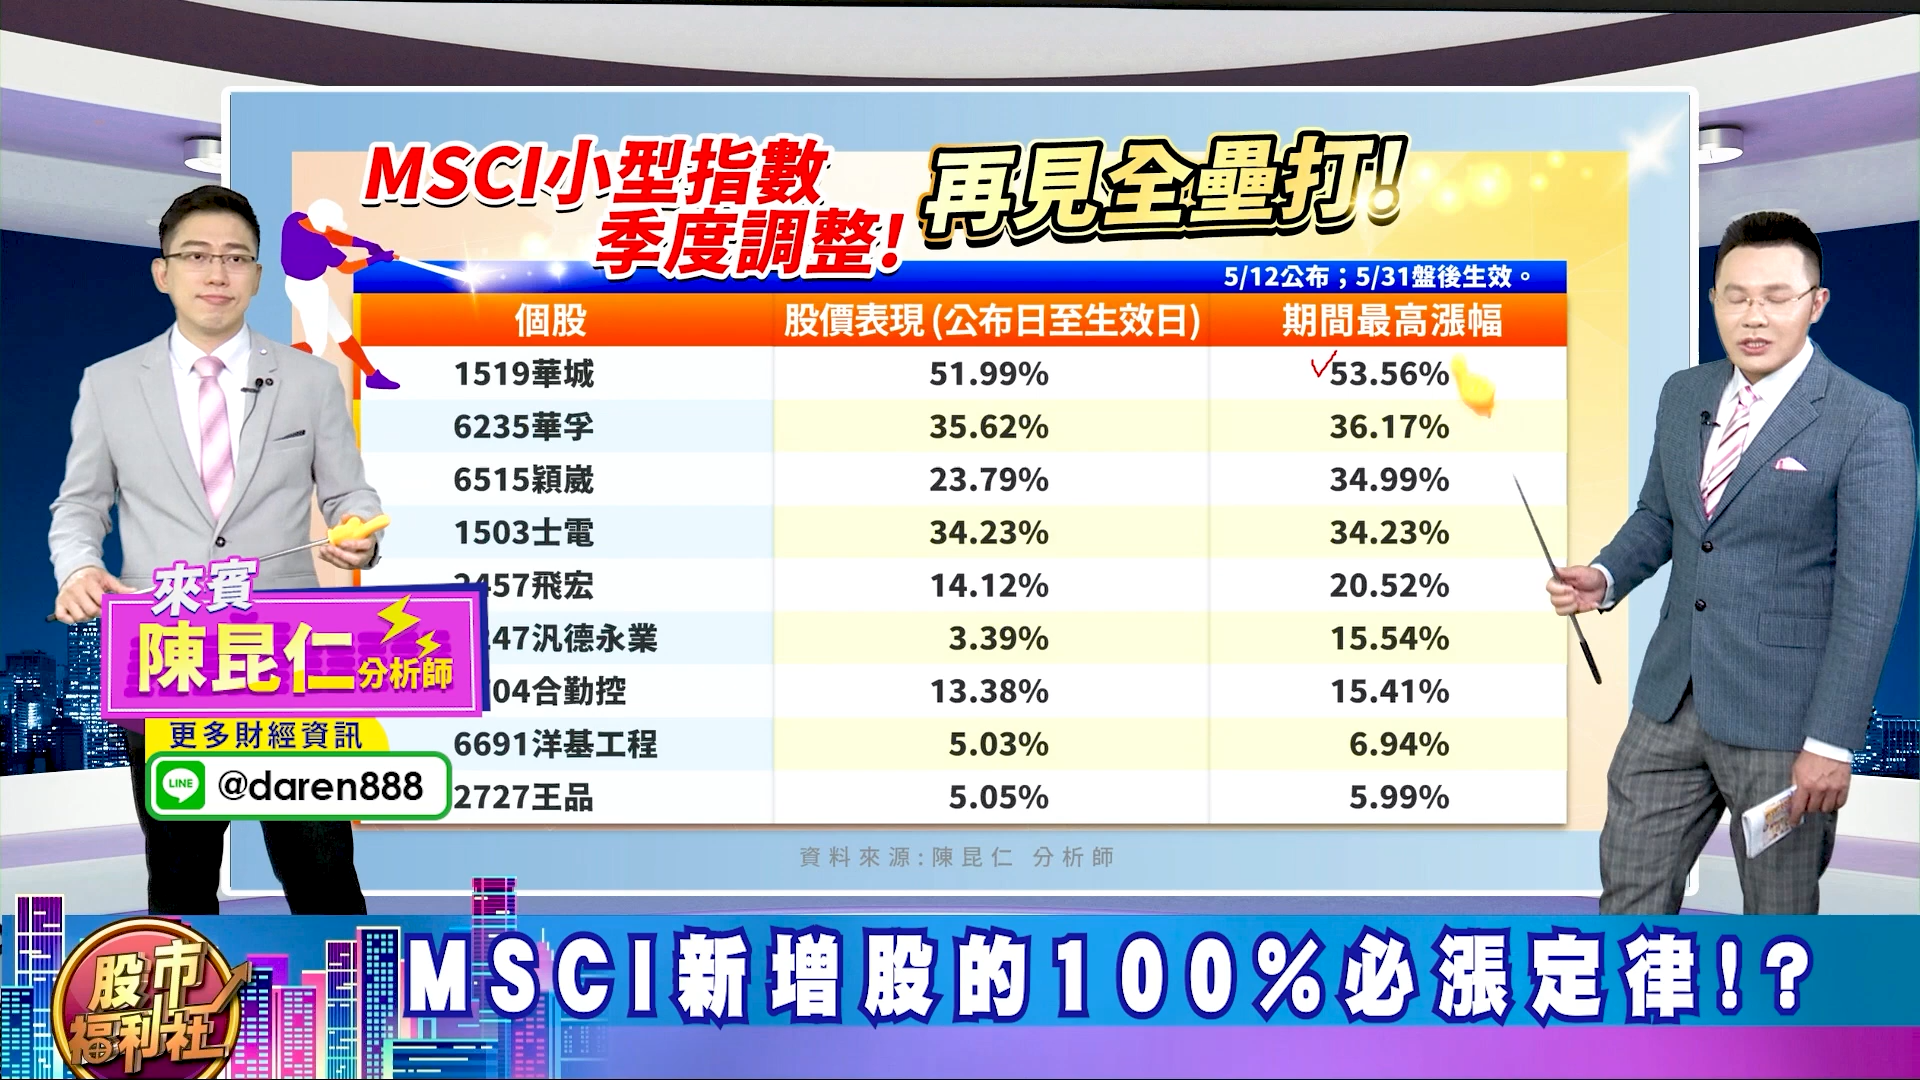 MSCI小型指數
季度調整!
再見全壘打!
5/12公布；5/31盤後生效。
個股 股價表現(公布日至生效日) 期間最高漲幅
1519華城 51.99% 53.56%
6235華孚 35.62% 36.17%
6515穎崴 23.79% 34.99%
1503士電 34.23% 34.23%
457飛宏 14.12% 20.52%
247汎德永業 3.39% 15.54%
04合勤控 13.38% 15.41%
6691洋基工程 5.03% 6.94%
2727王品 5.05% 5.99%
資料來源:陳昆仁 分析師
來賓
陳昆仁 分析師
更多財經資訊
LINE @daren888
股市
福利社
MSCI新增股的100%必漲定律!?